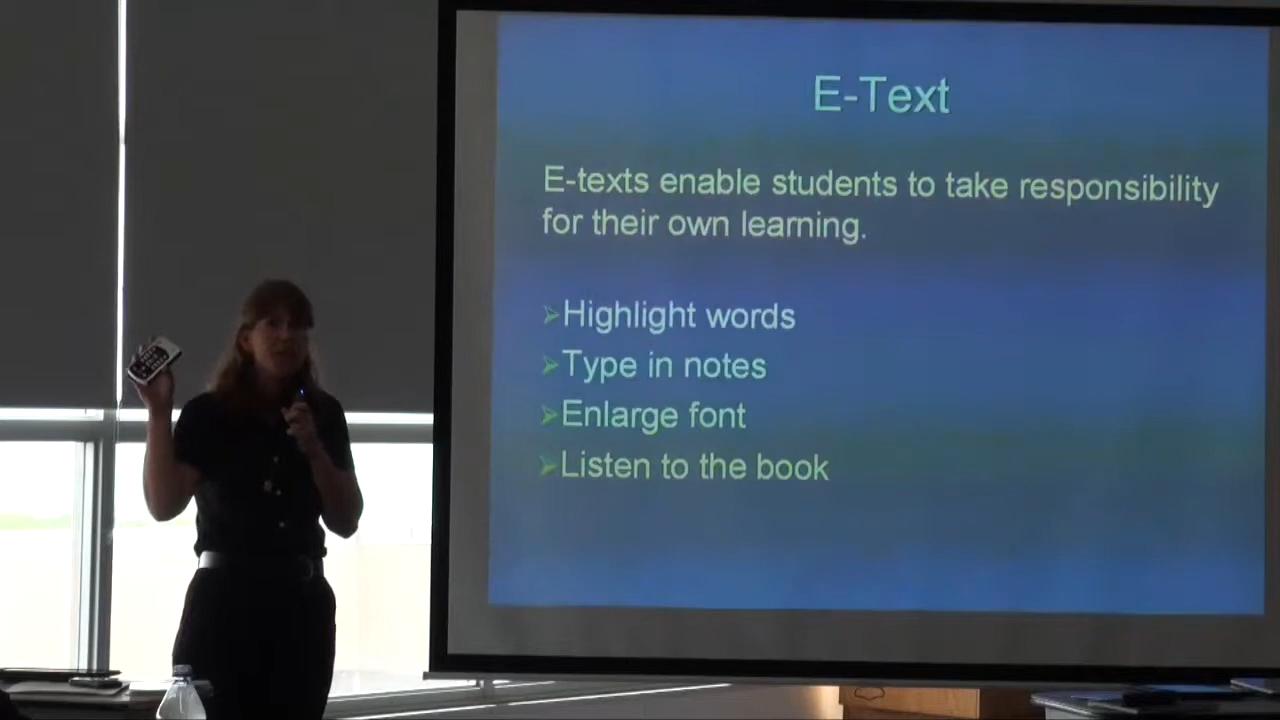 E-Text
E-texts enable students to take responsibility
for their own learning.
➢Highlight words
➢Type in notes
➢Enlarge font
➢Listen to the book